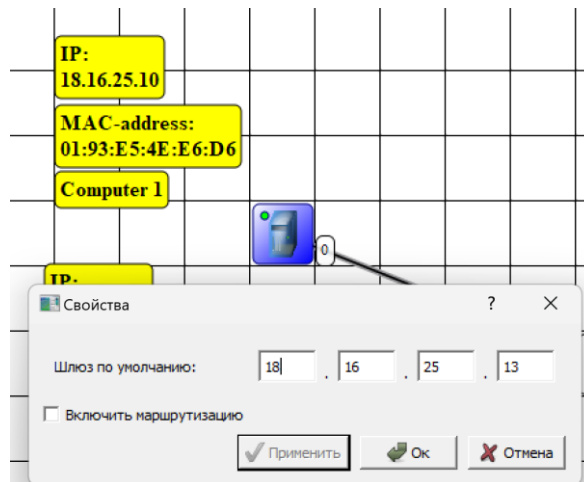 IP:
18.16.25.10
MAC-address:
01:93:E5:4E:E6:D6
Computer 1
0
IP:
Свойства
?
Шлюз по умолчанию:
18 . 16 . 25 . 13
Включить маршрутизацию
Применить
Ок
Отмена